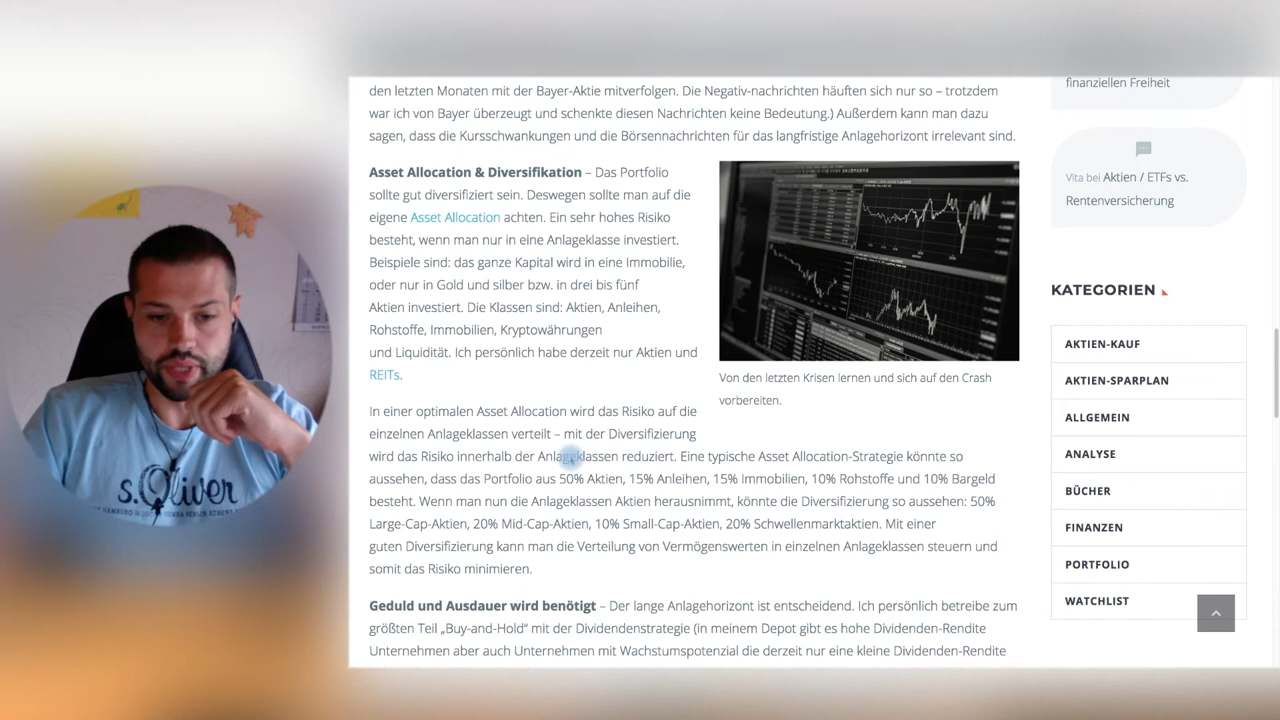 den letzten Monaten mit der Bayer-Aktie mitverfolgen. Die Negativ-nachrichten häuften sich nur so – trotzdem
war ich von Bayer überzeugt und schenkte diesen Nachrichten keine Bedeutung.) Außerdem kann man dazu
sagen, dass die Kursschwankungen und die Börsennachrichten für das langfristige Anlagehorizont irrelevant sind.
Asset Allocation & Diversifikation – Das Portfolio
sollte gut diversifiziert sein. Deswegen sollte man auf die
eigene Asset Allocation achten. Ein sehr hohes Risiko
besteht, wenn man nur in eine Anlageklasse investiert.
Beispiele sind: das ganze Kapital wird in eine Immobilie,
oder nur in Gold und silber bzw. in drei bis fünf
Aktien investiert. Die Klassen sind: Aktien, Anleihen,
Rohstoffe, Immobilien, Kryptowährungen
und Liquidität. Ich persönlich habe derzeit nur Aktien und
REITs.
Von den letzten Krisen lernen und sich auf den Crash
vorbereiten.
In einer optimalen Asset Allocation wird das Risiko auf die
einzelnen Anlageklassen verteilt – mit der Diversifizierung
wird das Risiko innerhalb der Anlageklassen reduziert. Eine typische Asset Allocation-Strategie könnte so
aussehen, dass das Portfolio aus 50% Aktien, 15% Anleihen, 15% Immobilien, 10% Rohstoffe und 10% Bargeld
besteht. Wenn man nun die Anlageklassen Aktien herausnimmt, könnte die Diversifizierung so aussehen: 50%
Large-Cap-Aktien, 20% Mid-Cap-Aktien, 10% Small-Cap-Aktien, 20% Schwellenmarktaktien. Mit einer
guten Diversifizierung kann man die Verteilung von Vermögenswerten in einzelnen Anlageklassen steuern und
somit das Risiko minimieren.
Geduld und Ausdauer wird benötigt – Der lange Anlagehorizont ist entscheidend. Ich persönlich betreibe zum
größten Teil „Buy-and-Hold“ mit der Dividendenstrategie (in meinem Depot gibt es hohe Dividenden-Rendite
Unternehmen aber auch Unternehmen mit Wachstumspotenzial die derzeit nur eine kleine Dividenden-Rendite
finanziellen Freiheit
Vita bei Aktien / ETFs vs.
Rentenversicherung
KATEGORIEN
AKTIEN-KAUF
AKTIEN-SPARPLAN
ALLGEMEIN
ANALYSE
BÜCHER
FINANZEN
PORTFOLIO
WATCHLIST
s.Oliver